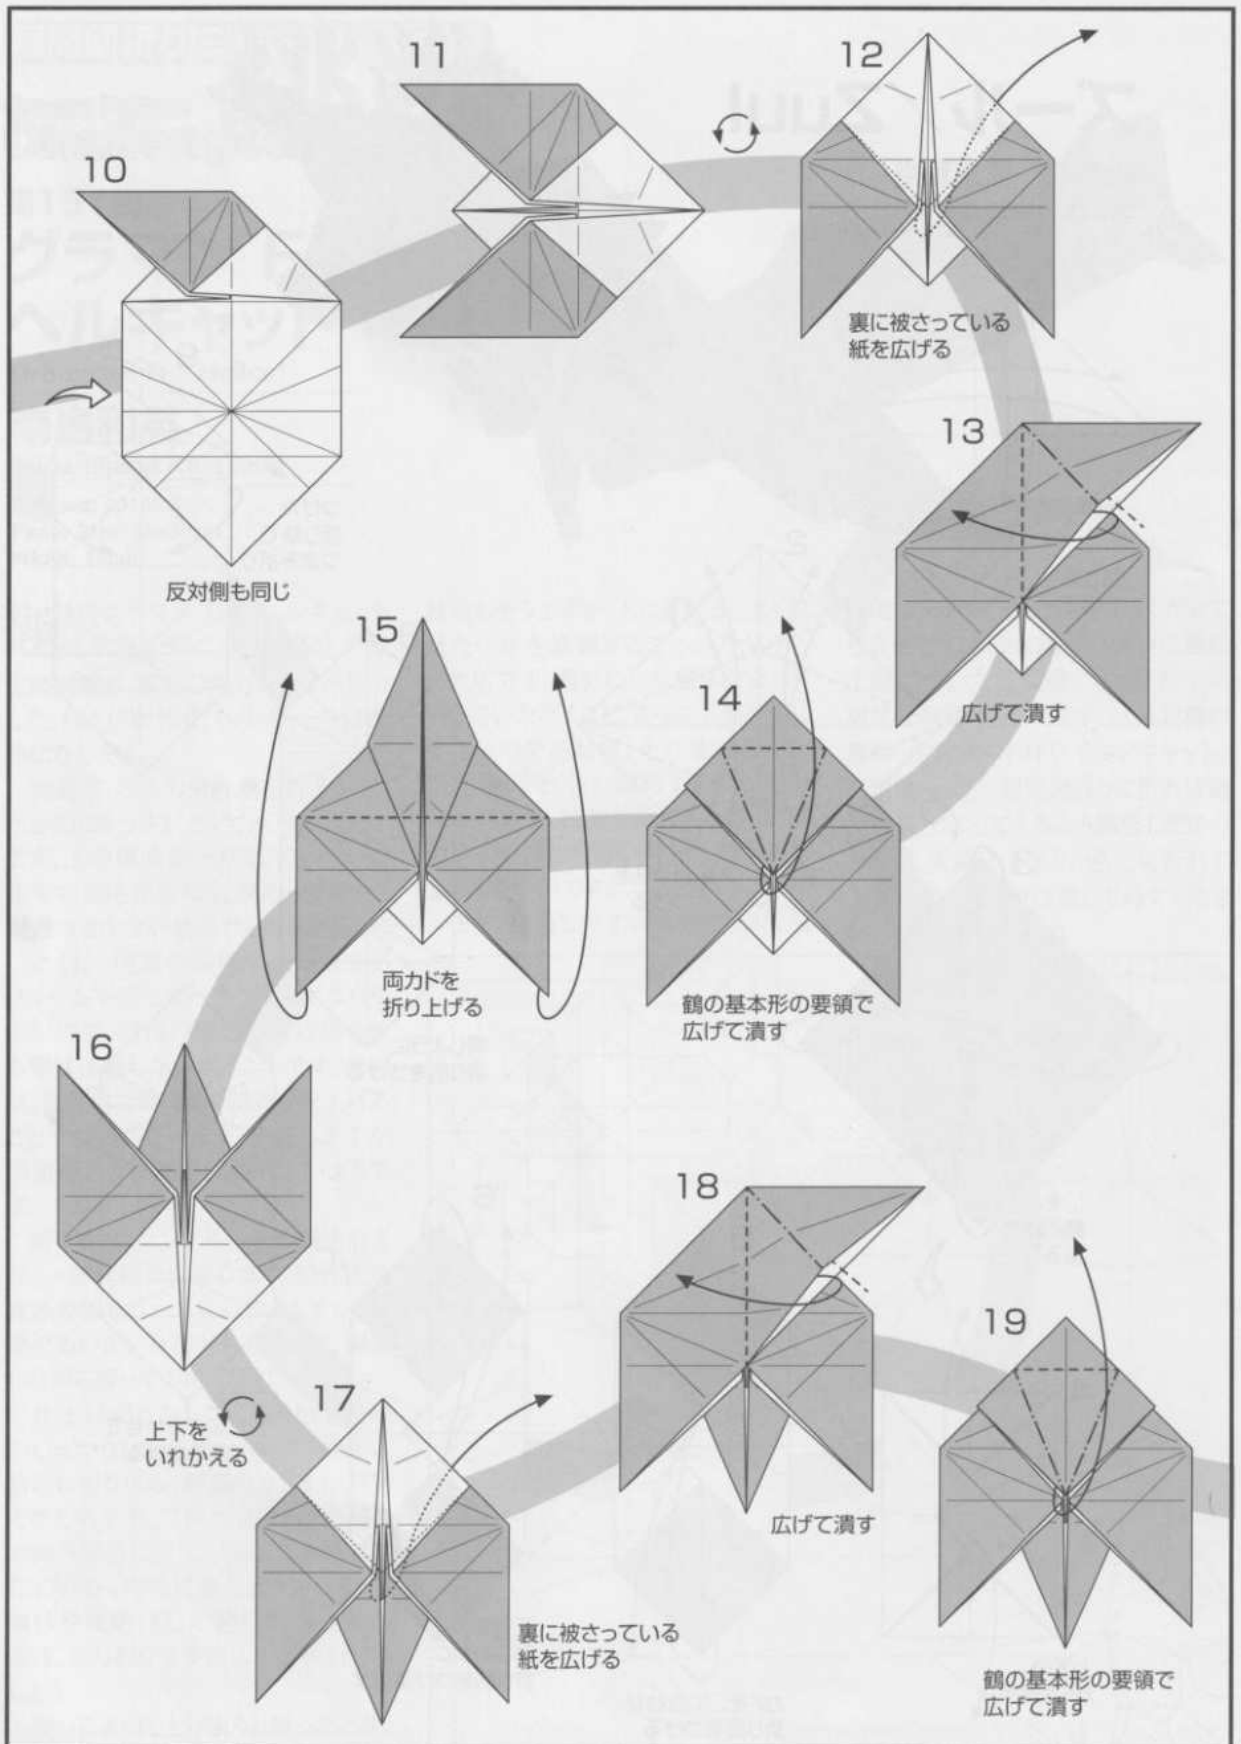 10
反対側も同じ
11
12
裏に被さっている
紙を広げる
13
広げて潰す
14
鶴の基本形の要領で
広げて潰す
15
両カドを
折り上げる
16
上下を
いれかえる
17
裏に被さっている
紙を広げる
18
広げて潰す
19
鶴の基本形の要領で
広げて潰す